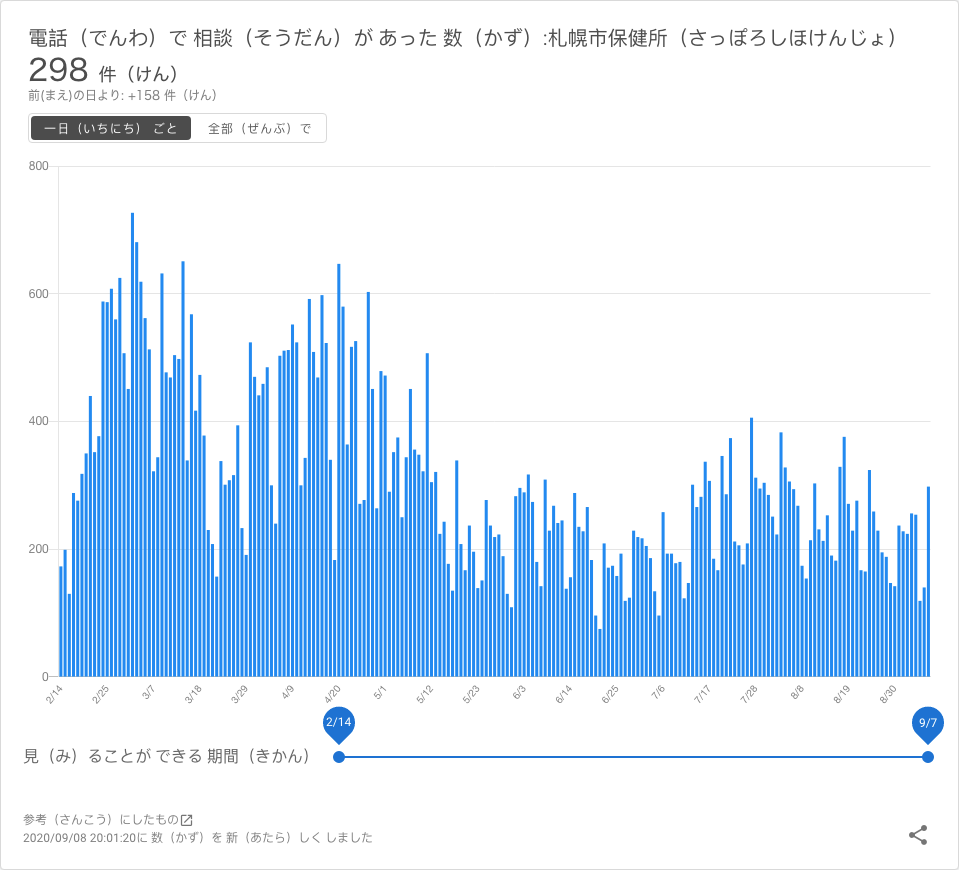 電話（でんわ）で 相談（そうだん）が あった 数（かず）:札幌市保健所（さっぽろしほけんじょ）
298 件（けん）
前(まえ)の日より: +158 件（けん）
一日（いちにち） ごと 全部（ぜんぶ）で
800
600
400
200
0
2/14 2/25 3/7 3/18 3/29 4/9 4/20 5/1 5/12 5/23 6/3 6/14 6/25 7/6 7/17 7/28 8/8 8/19 8/30
2/14 9/7
見（み）ることが できる 期間（きかん）
参考（さんこう）にしたもの
2020/09/08 20:01:20に 数（かず）を 新（あたら）しく しました